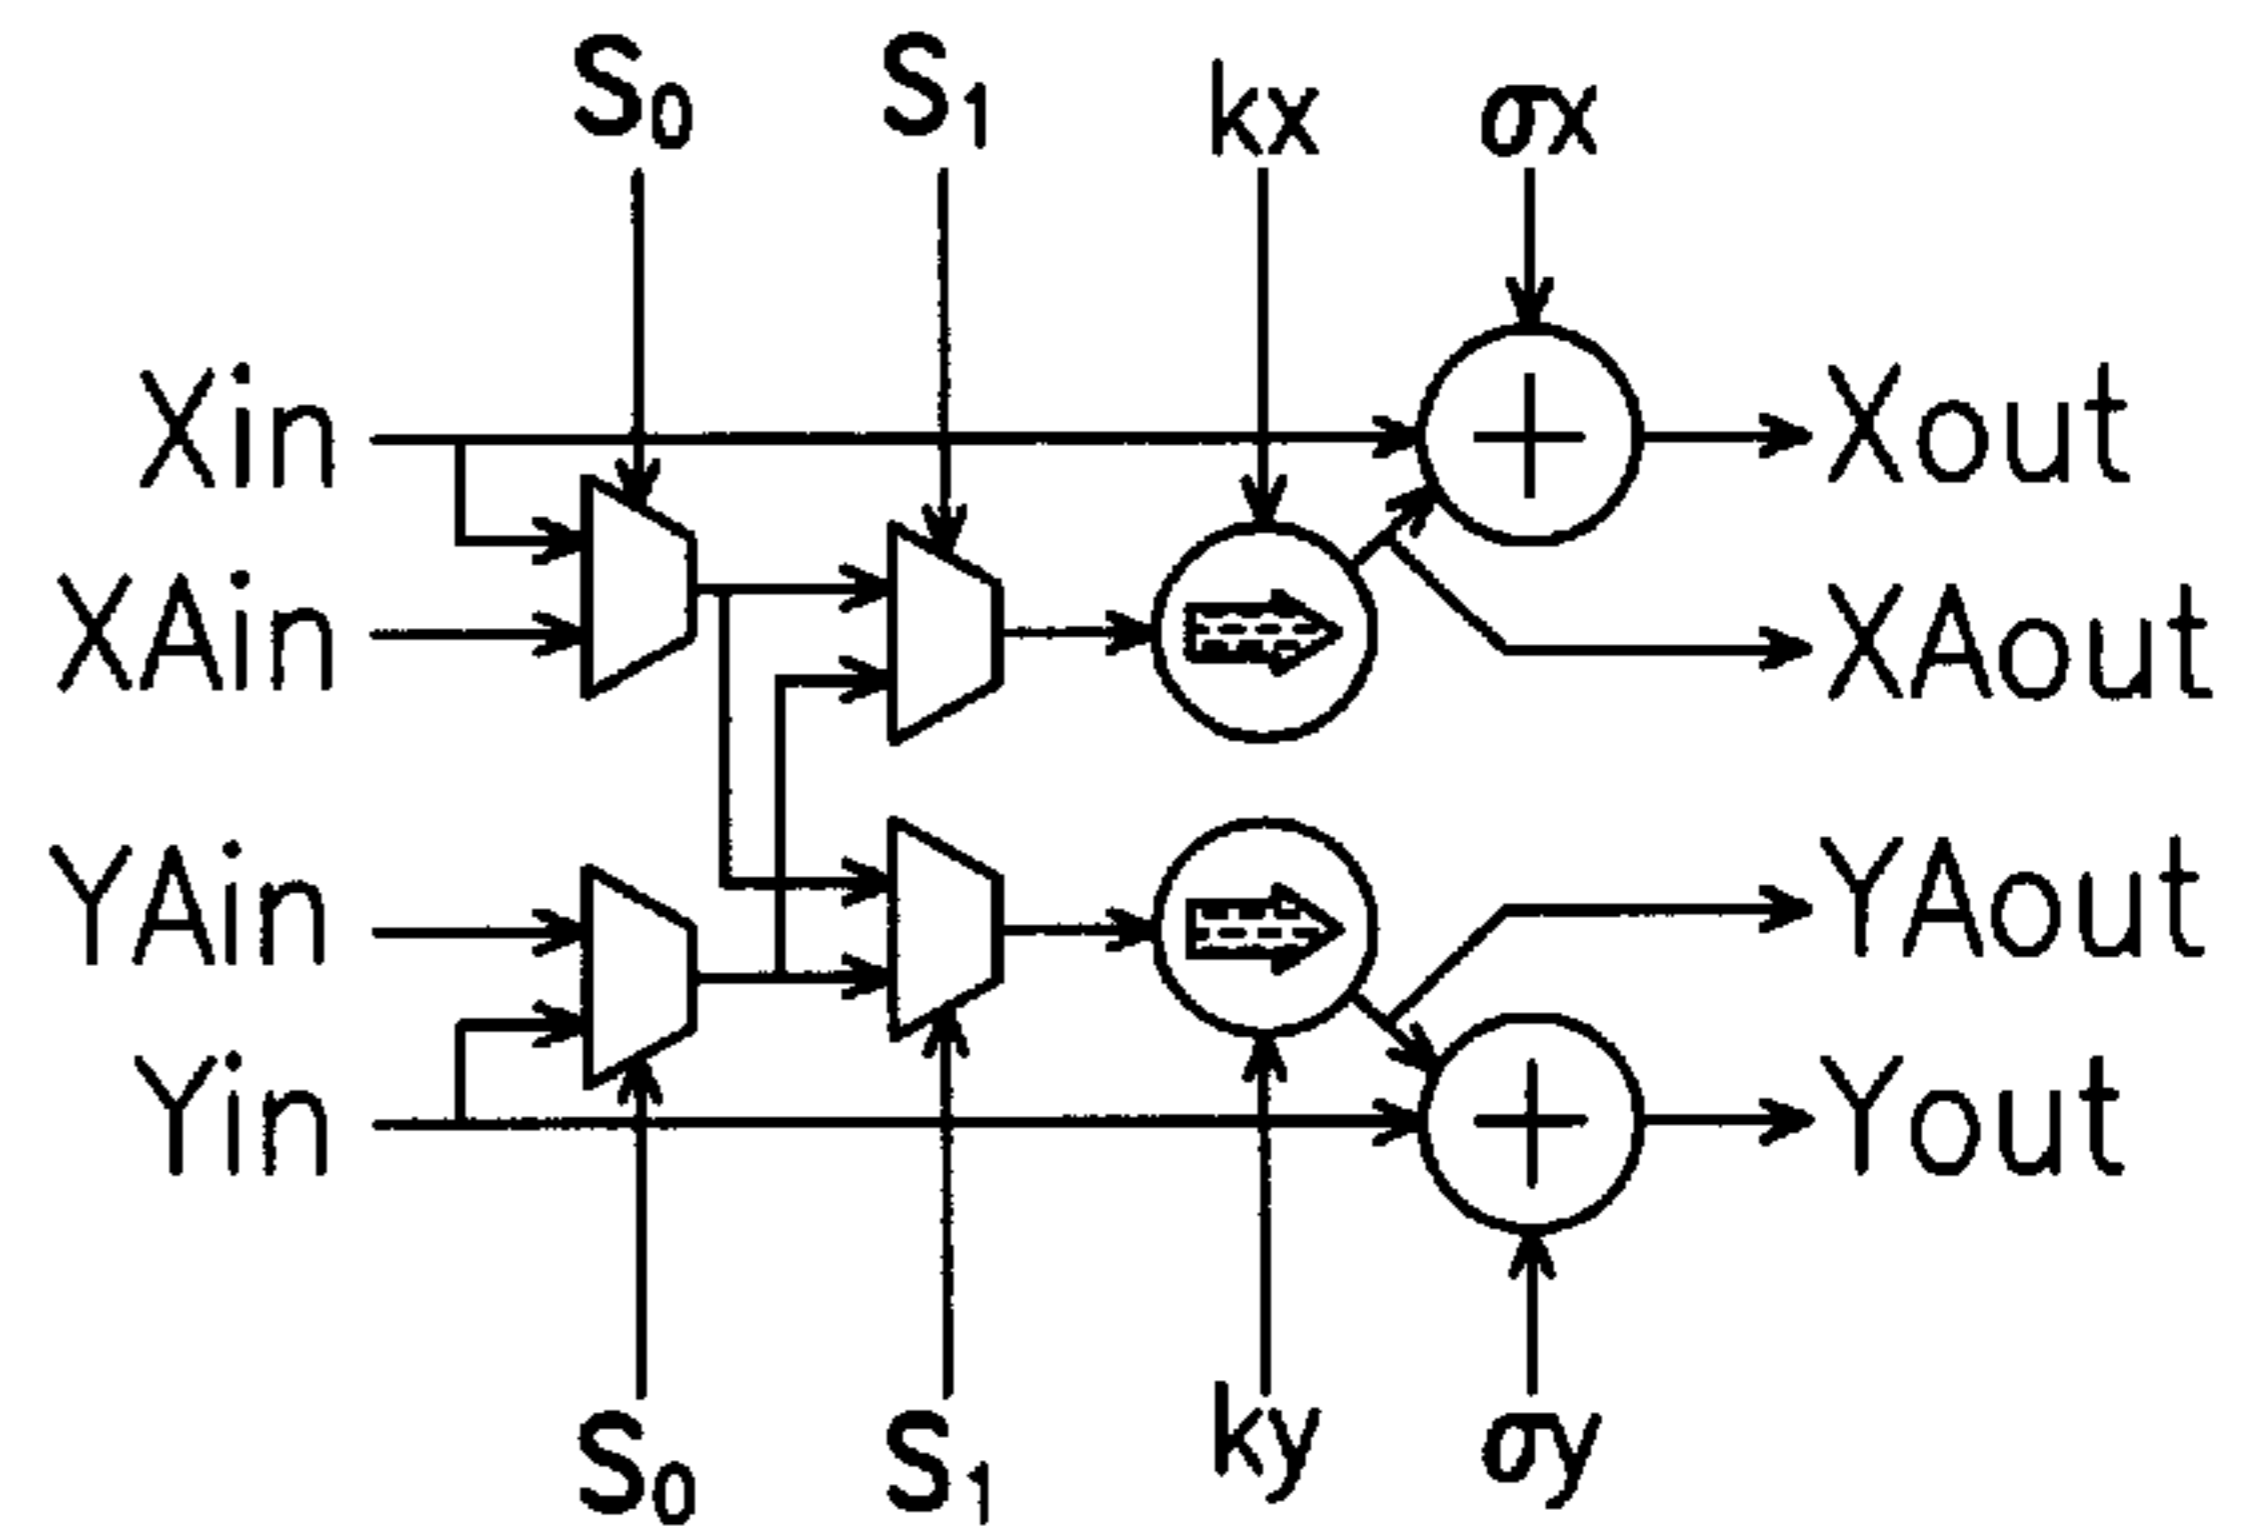 S₀ S₁ kx σx
Xin Xout
XAin XAout
YAin YAout
Yin Yout
S₀ S₁ ky σy